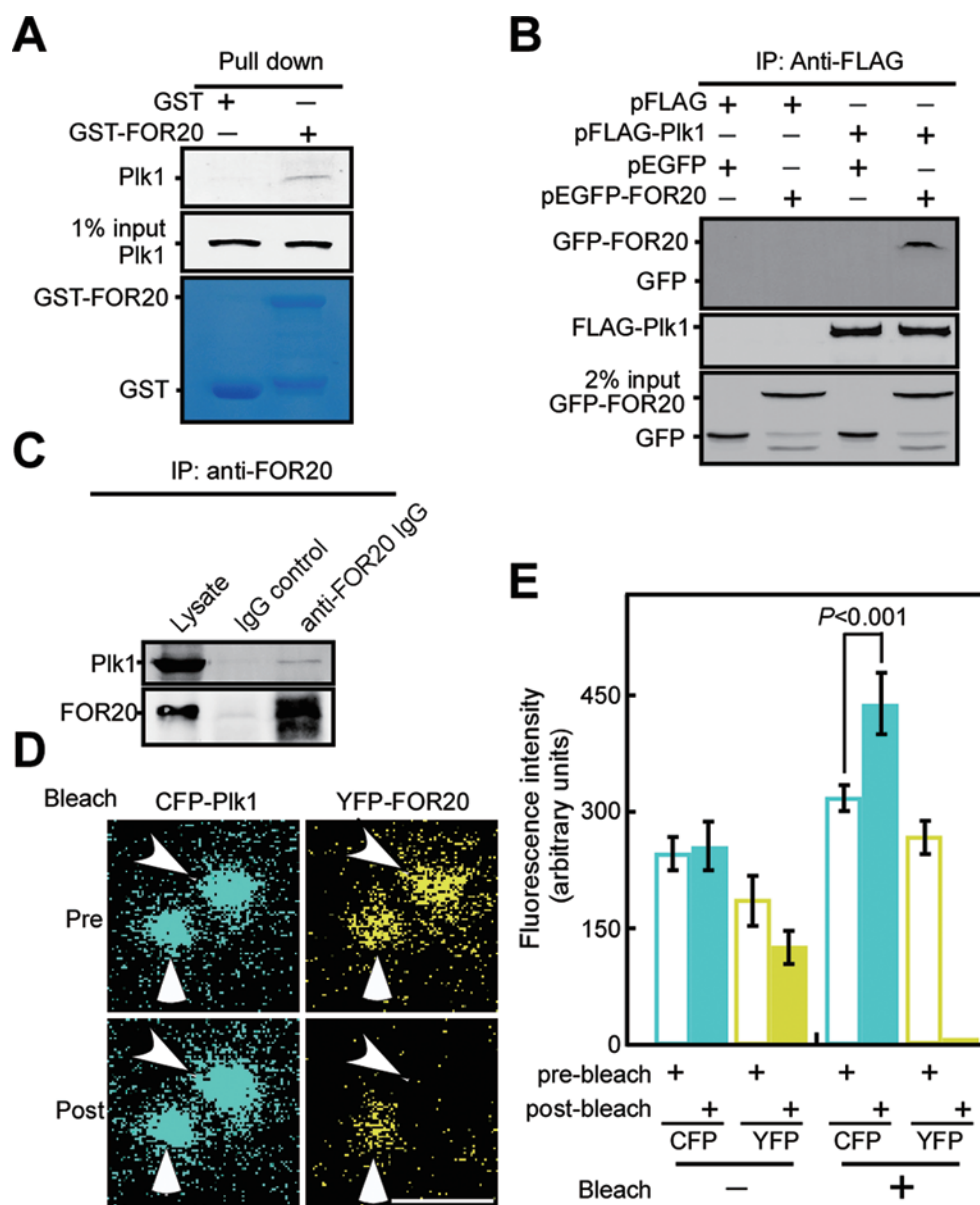 A
Pull down
GST + –
GST-FOR20 – +
Plk1
1% input
Plk1
GST-FOR20
GST
B
IP: Anti-FLAG
pFLAG + + – –
pFLAG-Plk1 – – + +
pEGFP + – + –
pEGFP-FOR20 – + – +
GFP-FOR20
GFP
FLAG-Plk1
2% input
GFP-FOR20
GFP
C
IP: anti-FOR20
Lysate
IgG control
anti-FOR20 IgG
Plk1
FOR20
D
Bleach CFP-Plk1 YFP-FOR20
Pre
Post
E
P<0.001
Fluorescence intensity
(arbitrary units)
450
300
150
0
pre-bleach + + + +
post-bleach + + + +
CFP YFP CFP YFP
Bleach – +